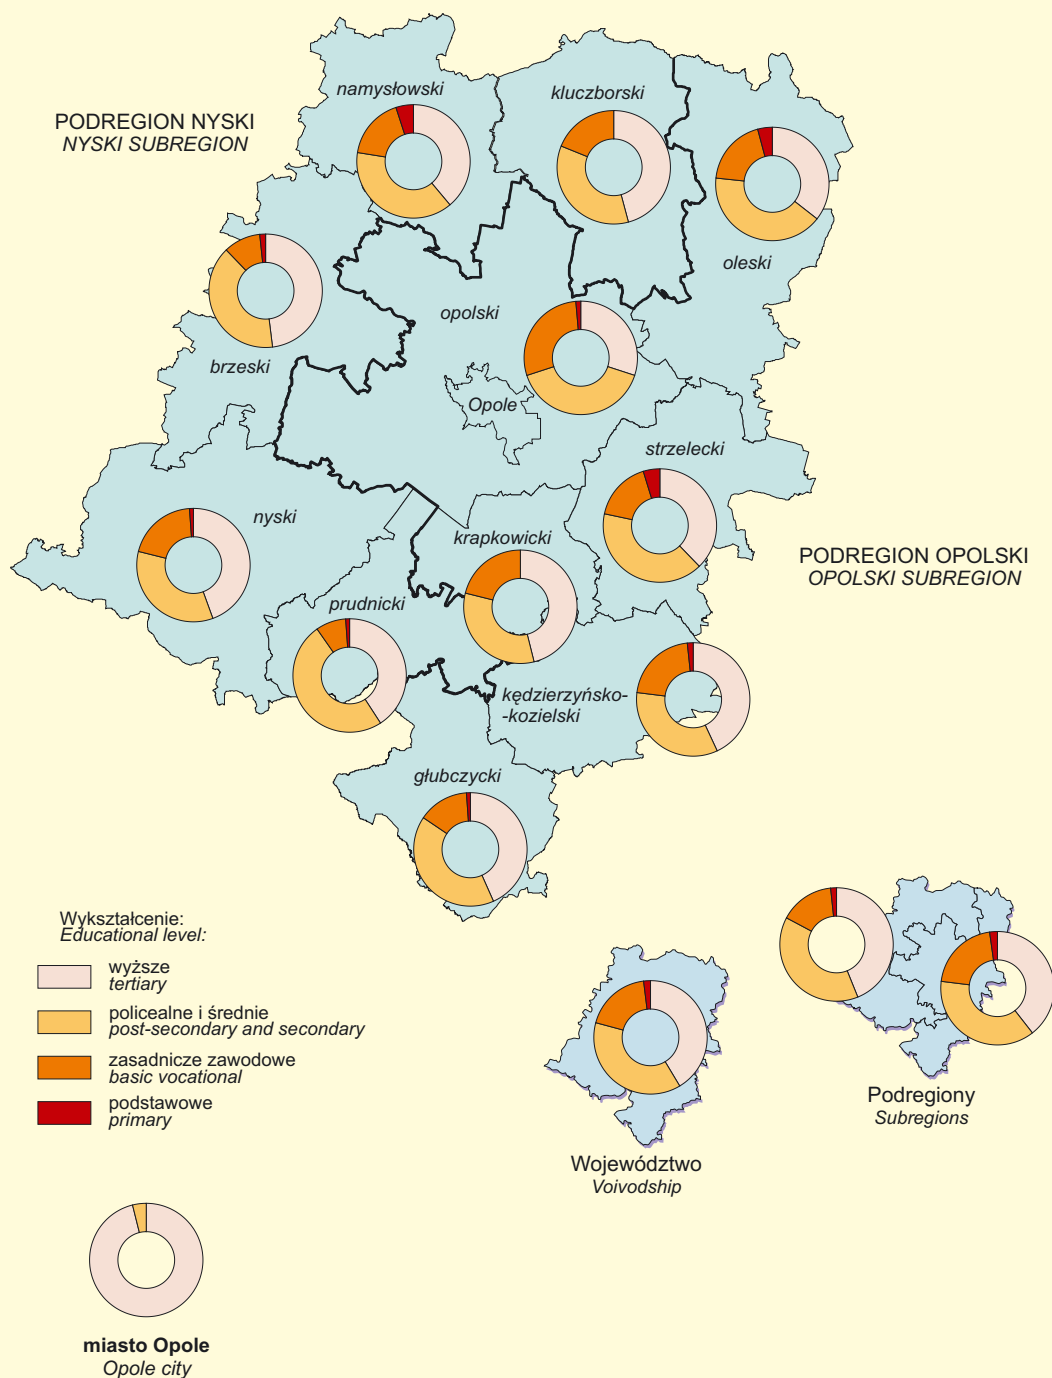 namysłowski
kluczborski
PODREGION NYSKI
NYSKI SUBREGION
oleski
opolski
brzeski
Opole
strzelecki
nyski
krapkowicki
PODREGION OPOLSKI
OPOLSKI SUBREGION
prudnicki
kędzierzyńsko-
-kozielski
głubczycki
Wykształcenie:
Educational level:
wyższe
tertiary
policealne i średnie
post-secondary and secondary
zasadnicze zawodowe
basic vocational
podstawowe
primary
Podregiony
Subregions
Województwo
Voivodship
miasto Opole
Opole city